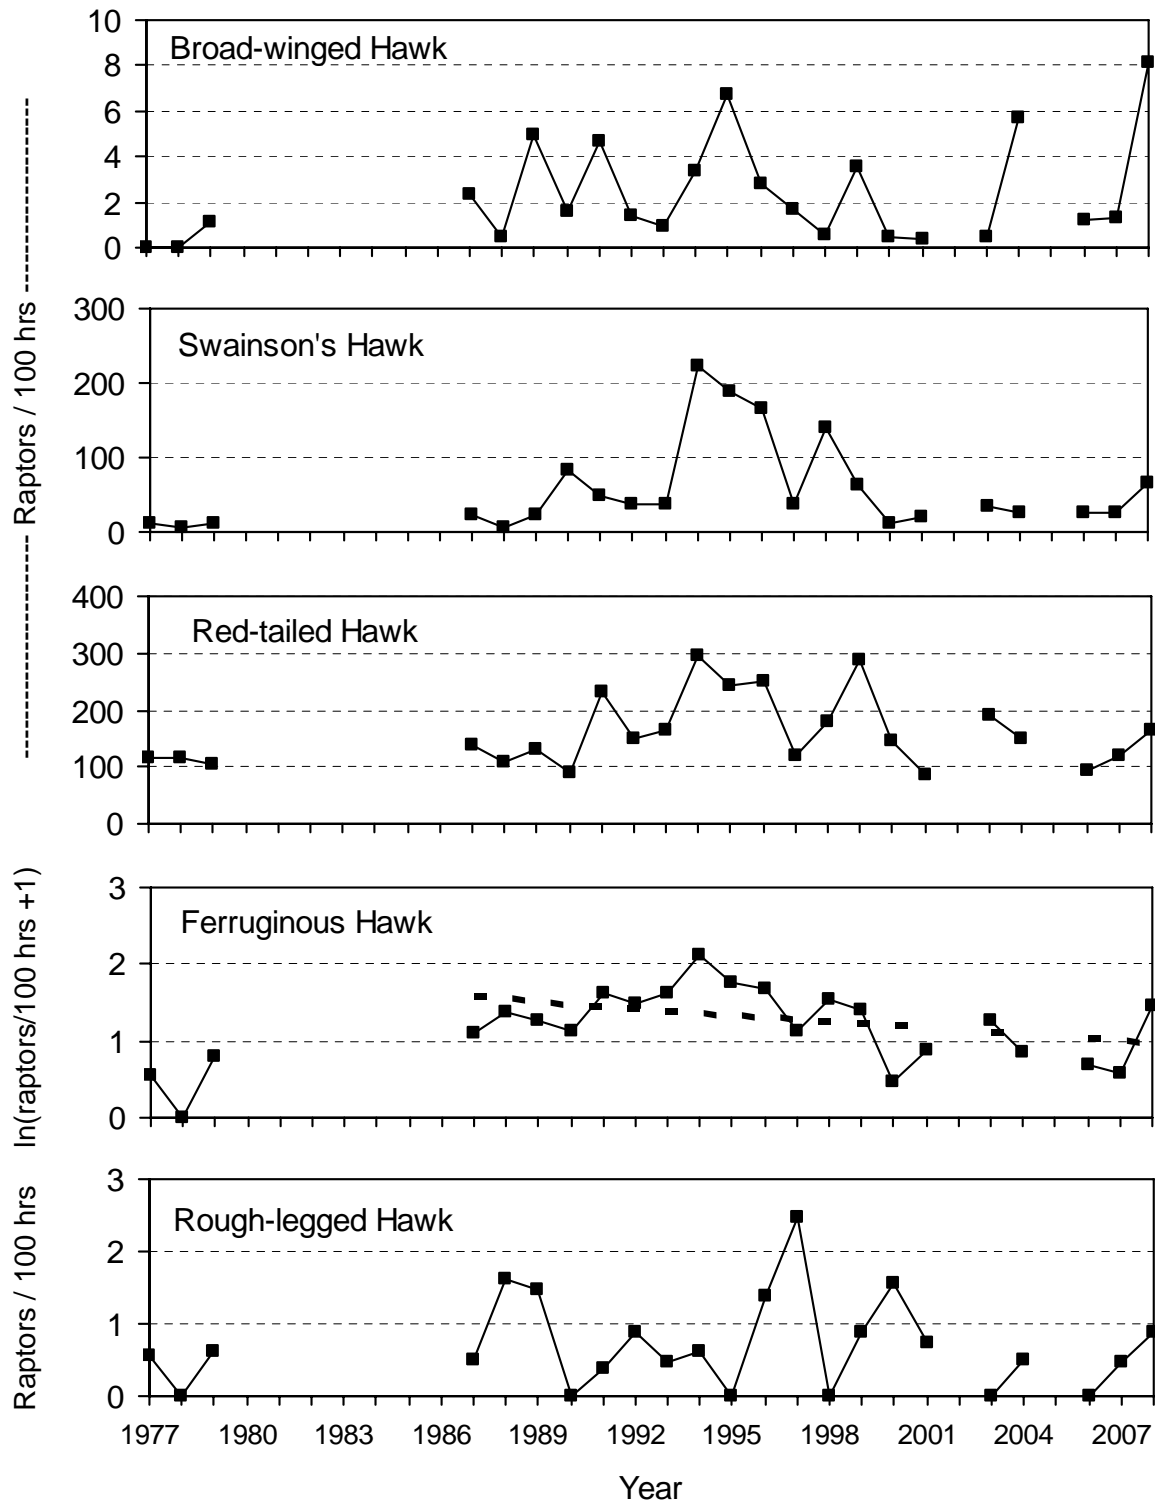 10
Broad-winged Hawk
8
6
4
2
0
300
Swainson's Hawk
200
100
0
400
Red-tailed Hawk
300
200
100
0
3
Ferruginous Hawk
2
1
0
3
Rough-legged Hawk
2
1
0
------------------ Raptors / 100 hrs ------------------
ln(raptors/100 hrs +1)
Raptors / 100 hrs
1977 1980 1983 1986 1989 1992 1995 1998 2001 2004 2007
Year